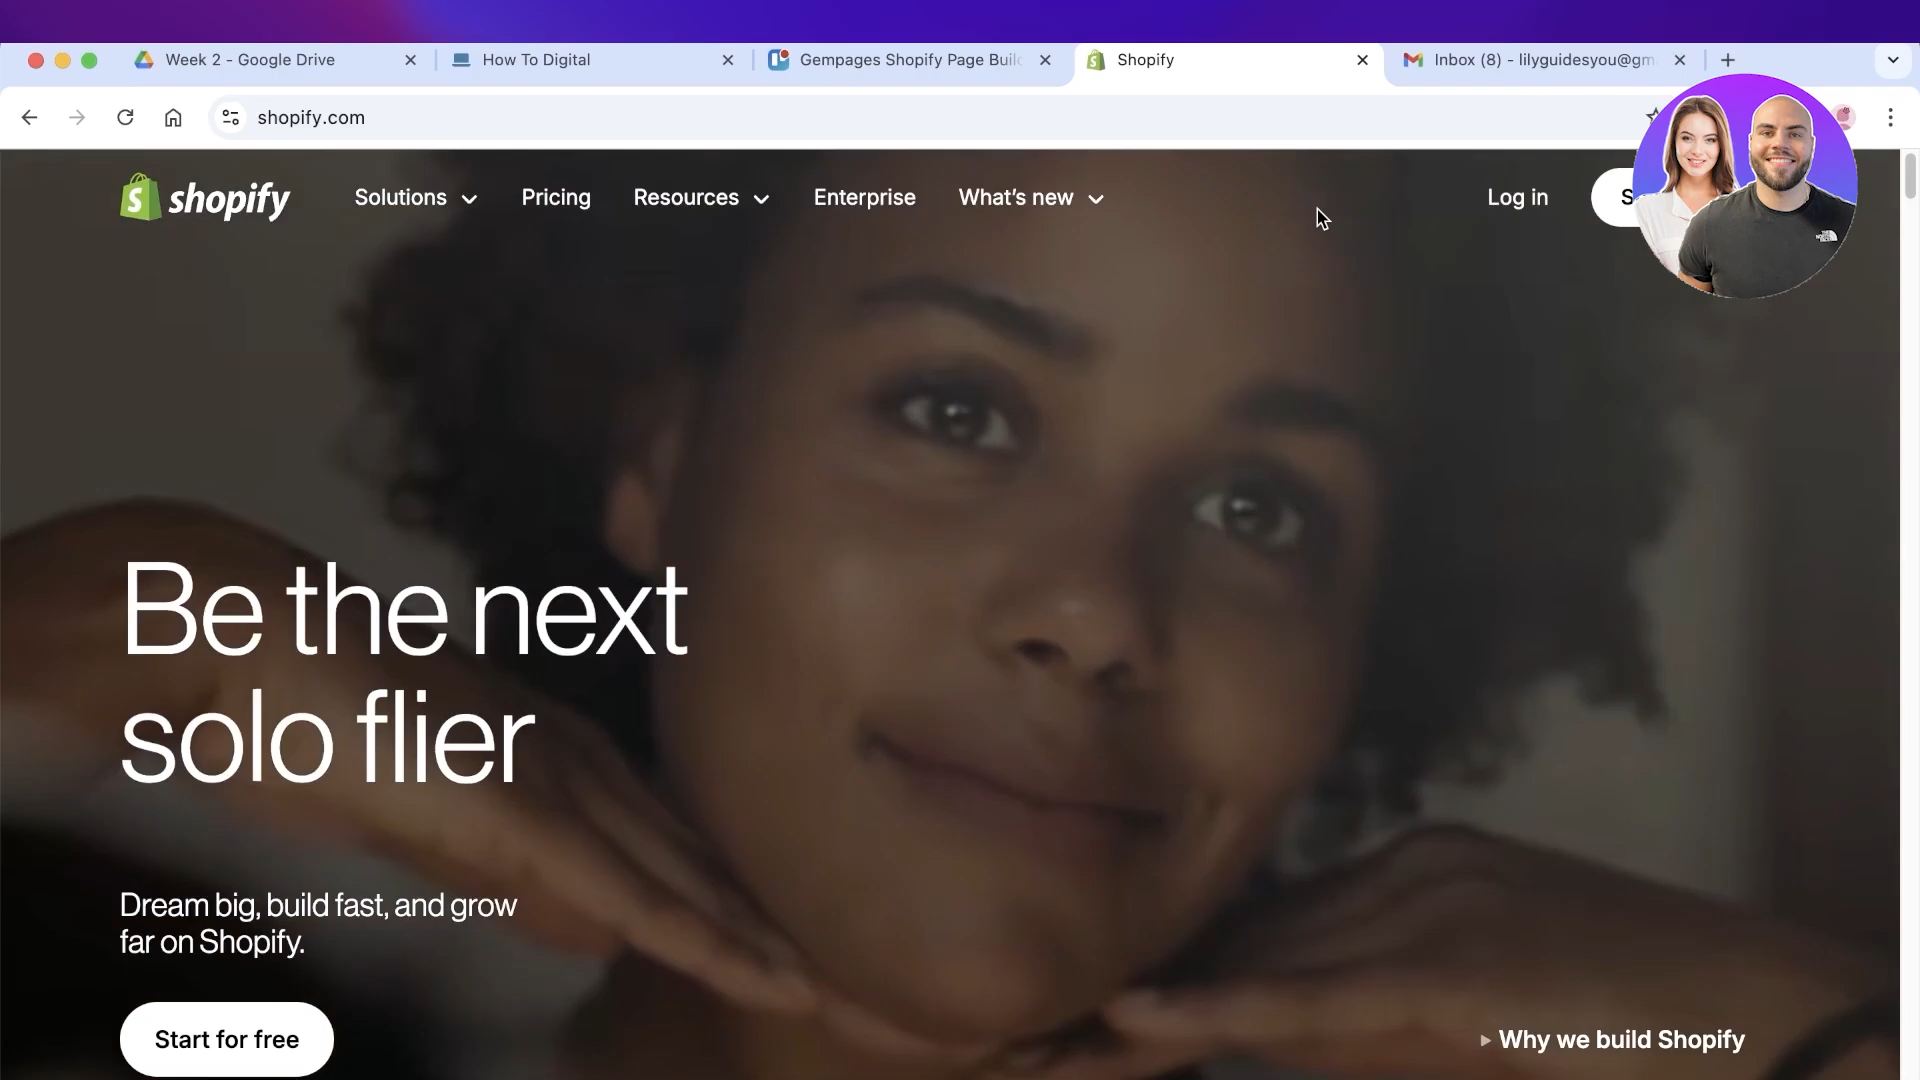 Week 2 - Google Drive
How To Digital
Gempages Shopify Page Buil
Shopify
Inbox (8) - lilyguidesyou@gm
shopify.com
shopify
Solutions
Pricing
Resources
Enterprise
What's new
Log in
Be the next
solo flier
Dream big, build fast, and grow
far on Shopify.
Start for free
Why we build Shopify